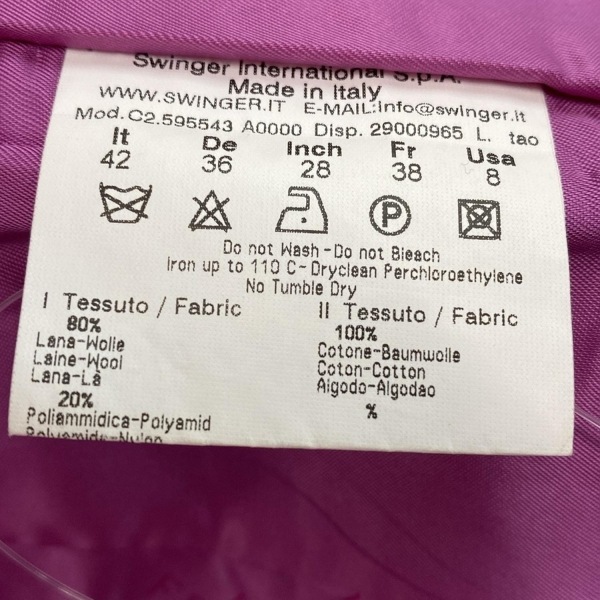 Swinger International S.p.A.
Made in Italy
WWW.SWINGER.IT E-MAIL:info@swinger.it
Mod.C2.595543 A0000 Disp. 29000965 L. tao
It De Inch Fr Usa
42 36 28 38 8
P
Do not Wash-Do not Bleach
Iron up to 110 C-Dryclean Perchloroethylene
No Tumble Dry
I Tessuto / Fabric
80%
Lana-Wolle
Laine-Wool
Lana-Lã
20%
Poliammidica-Polyamid
Polyamide-Nylon
II Tessuto / Fabric
100%
Cotone-Baumwolle
Coton-Cotton
Algodo-Algodao
%